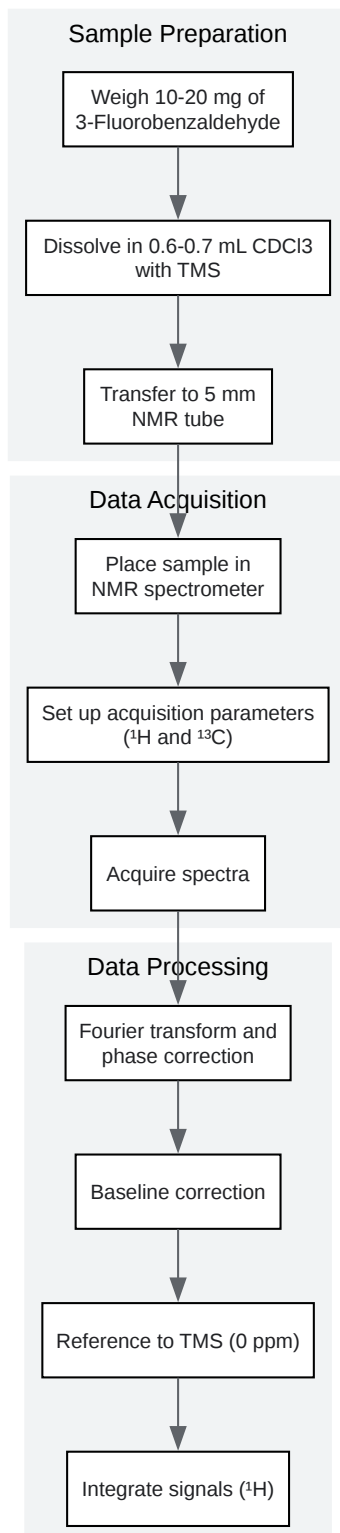 Sample Preparation
Weigh 10-20 mg of
3-Fluorobenzaldehyde
Dissolve in 0.6-0.7 mL CDCl3
with TMS
Transfer to 5 mm
NMR tube
Data Acquisition
Place sample in
NMR spectrometer
Set up acquisition parameters
(¹H and ¹³C)
Acquire spectra
Data Processing
Fourier transform and
phase correction
Baseline correction
Reference to TMS (0 ppm)
Integrate signals (¹H)